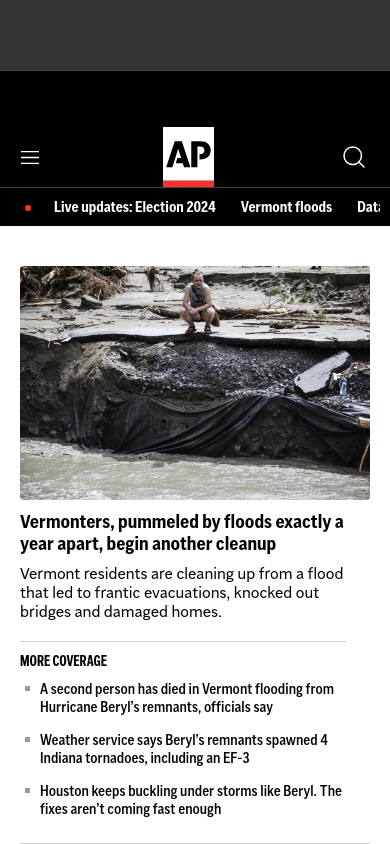 AP
Live updates: Election 2024 Vermont floods Data
Vermonters, pummeled by floods exactly a
year apart, begin another cleanup
Vermont residents are cleaning up from a flood
that led to frantic evacuations, knocked out
bridges and damaged homes.
MORE COVERAGE
A second person has died in Vermont flooding from
Hurricane Beryl’s remnants, officials say
Weather service says Beryl’s remnants spawned 4
Indiana tornadoes, including an EF-3
Houston keeps buckling under storms like Beryl. The
fixes aren’t coming fast enough